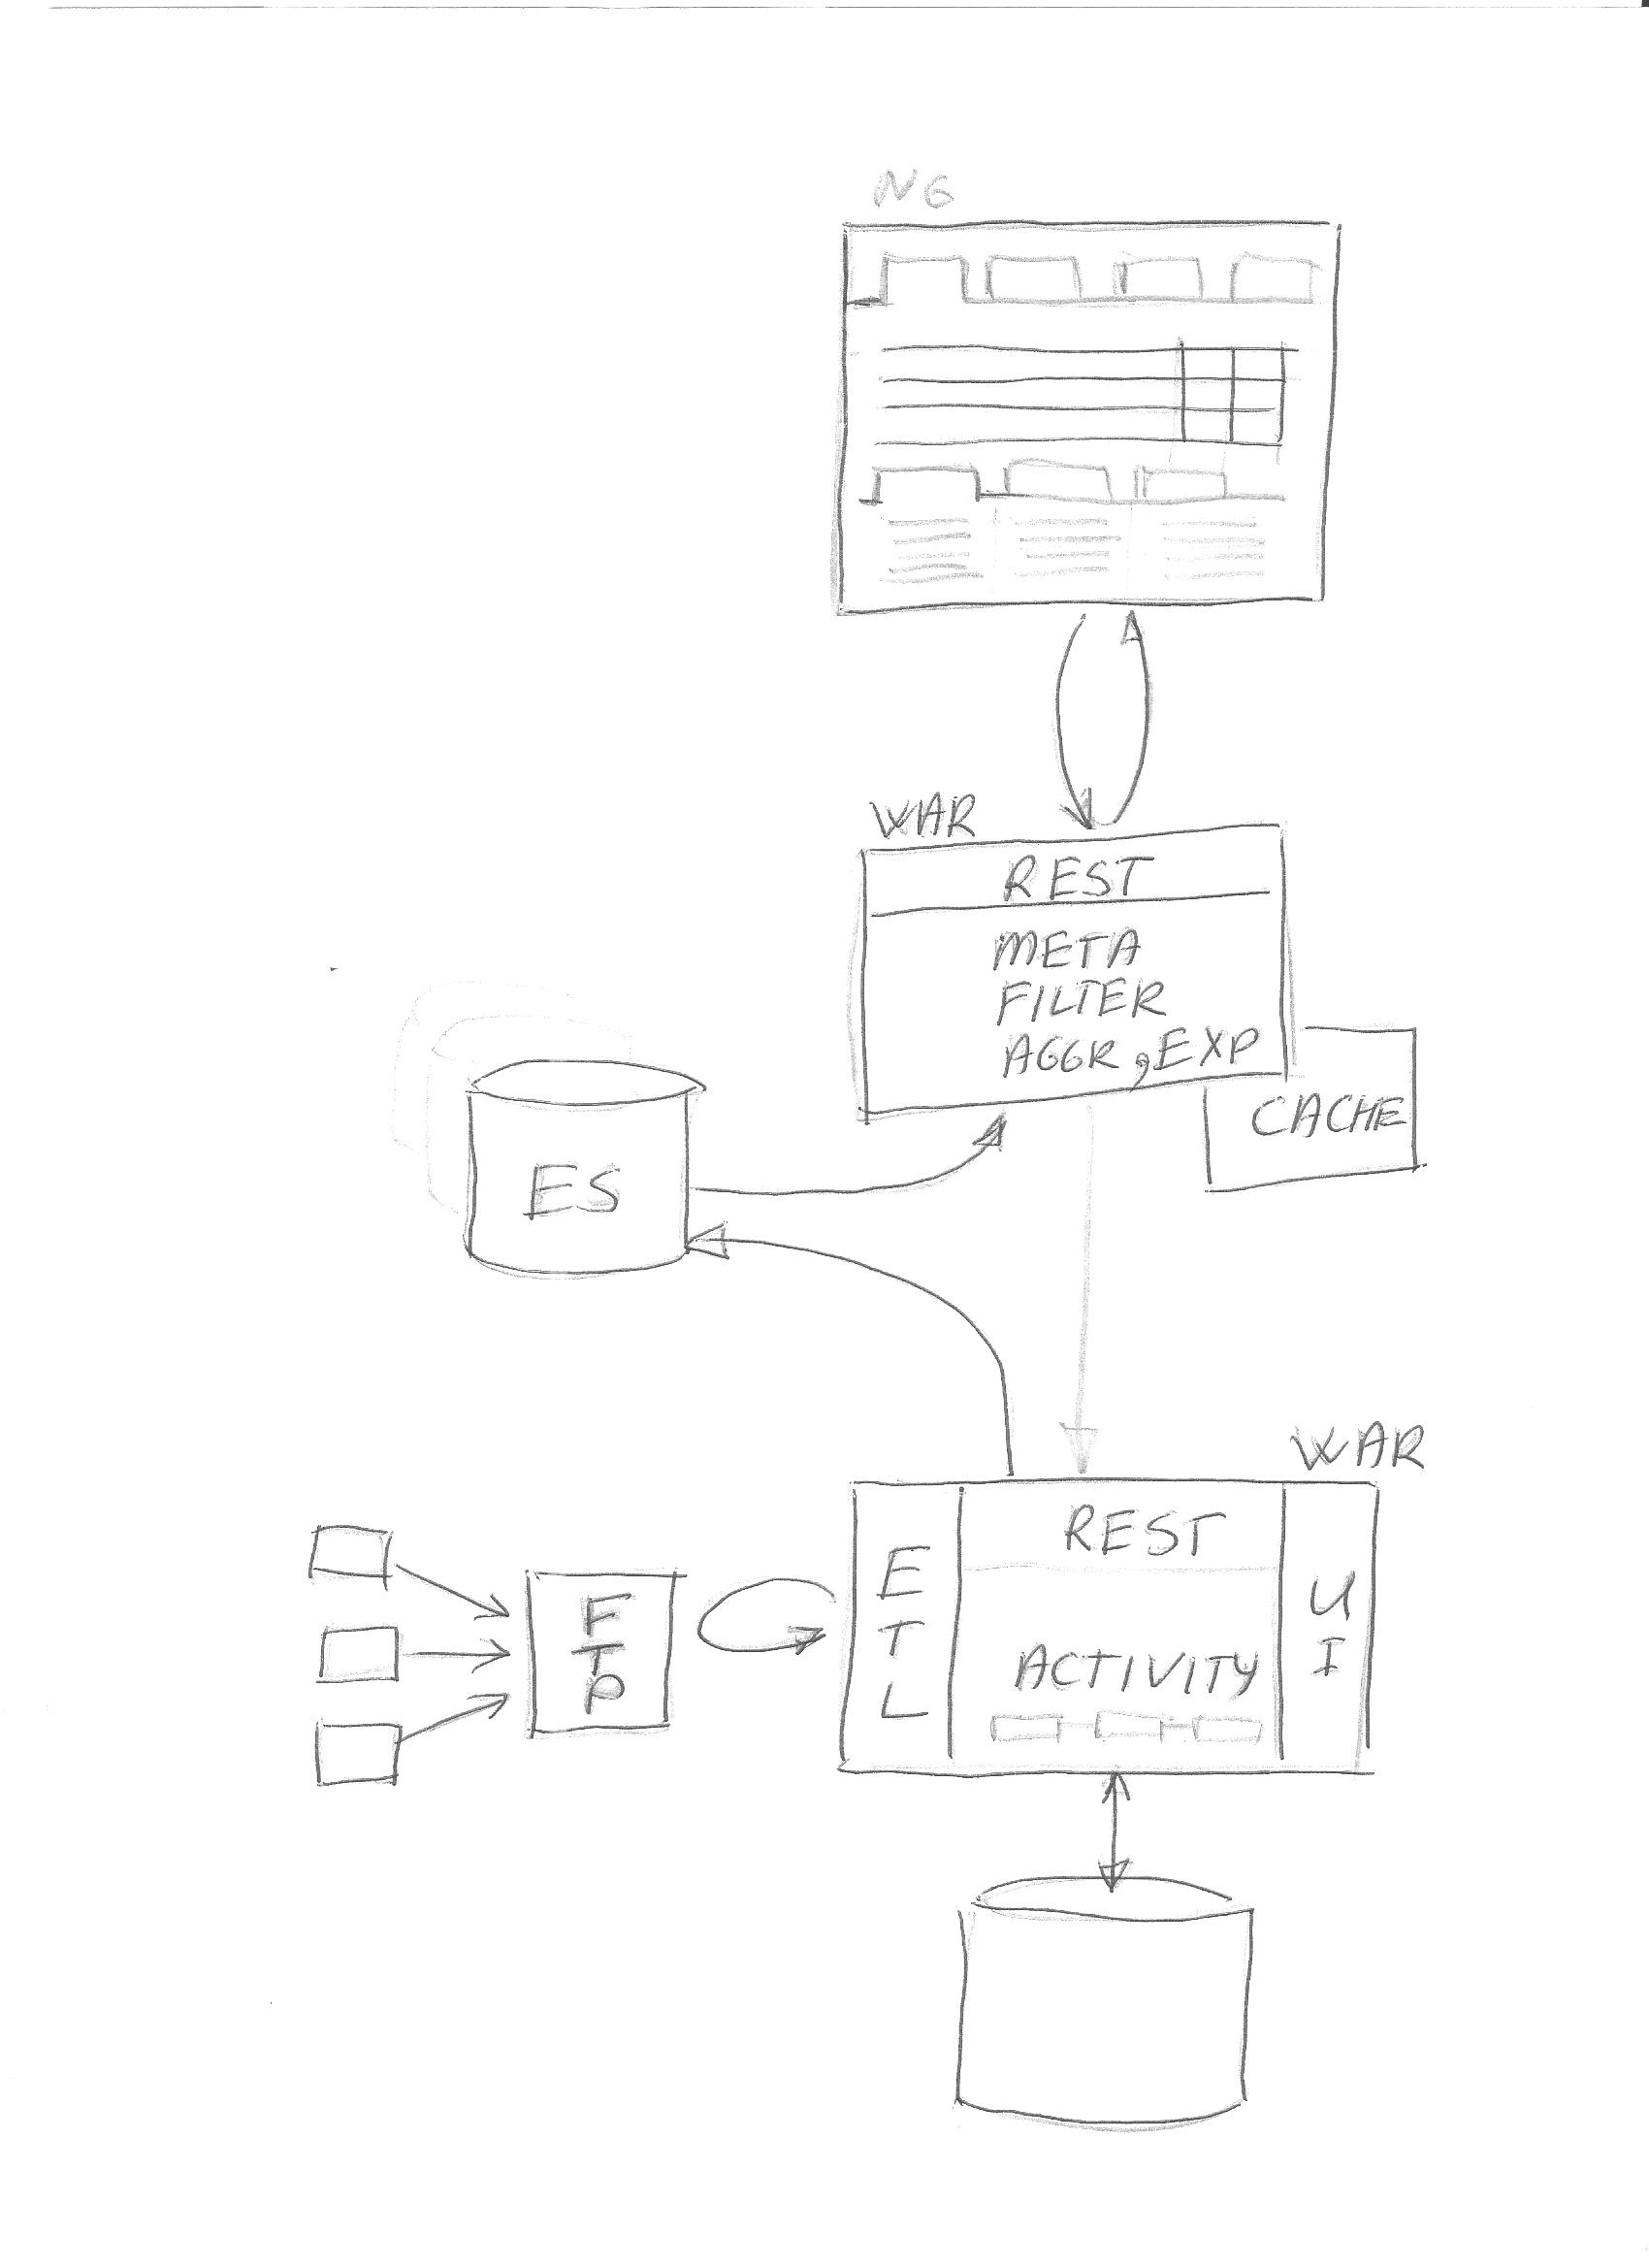 NG
WAR
REST
META
FILTER
AGGR, EXP
CACHE
ES
WAR
ETL
REST
ACTIVITY
UI
FTP